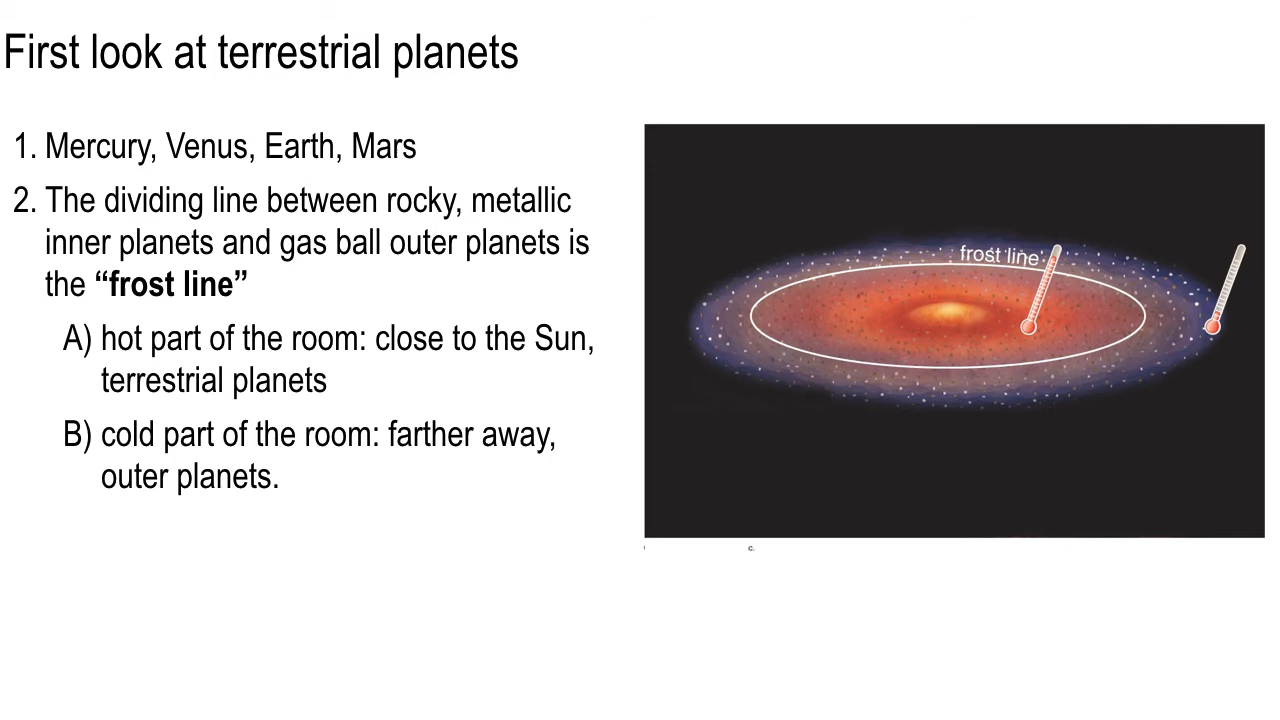 First look at terrestrial planets
1. Mercury, Venus, Earth, Mars
2. The dividing line between rocky, metallic
inner planets and gas ball outer planets is
the “frost line”
A) hot part of the room: close to the Sun,
terrestrial planets
B) cold part of the room: farther away,
outer planets.
frost line
c.